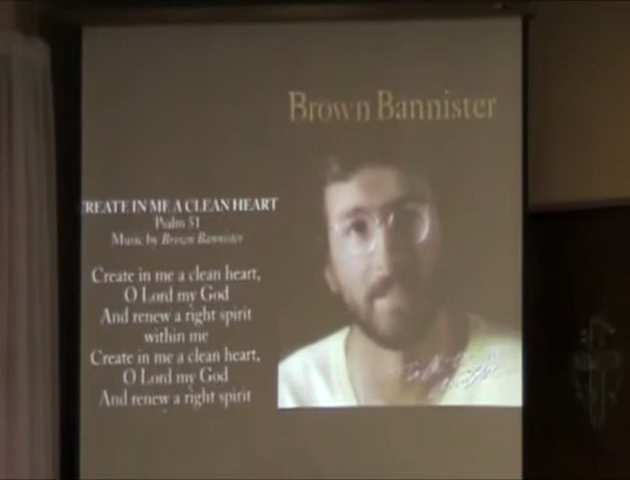 Brown Bannister
CREATE IN ME A CLEAN HEART
Psalm 51
Music by Brown Bannister
Create in me a clean heart,
O Lord my God
And renew a right spirit
within me
Create in me a clean heart,
O Lord my God
And renew a right spirit